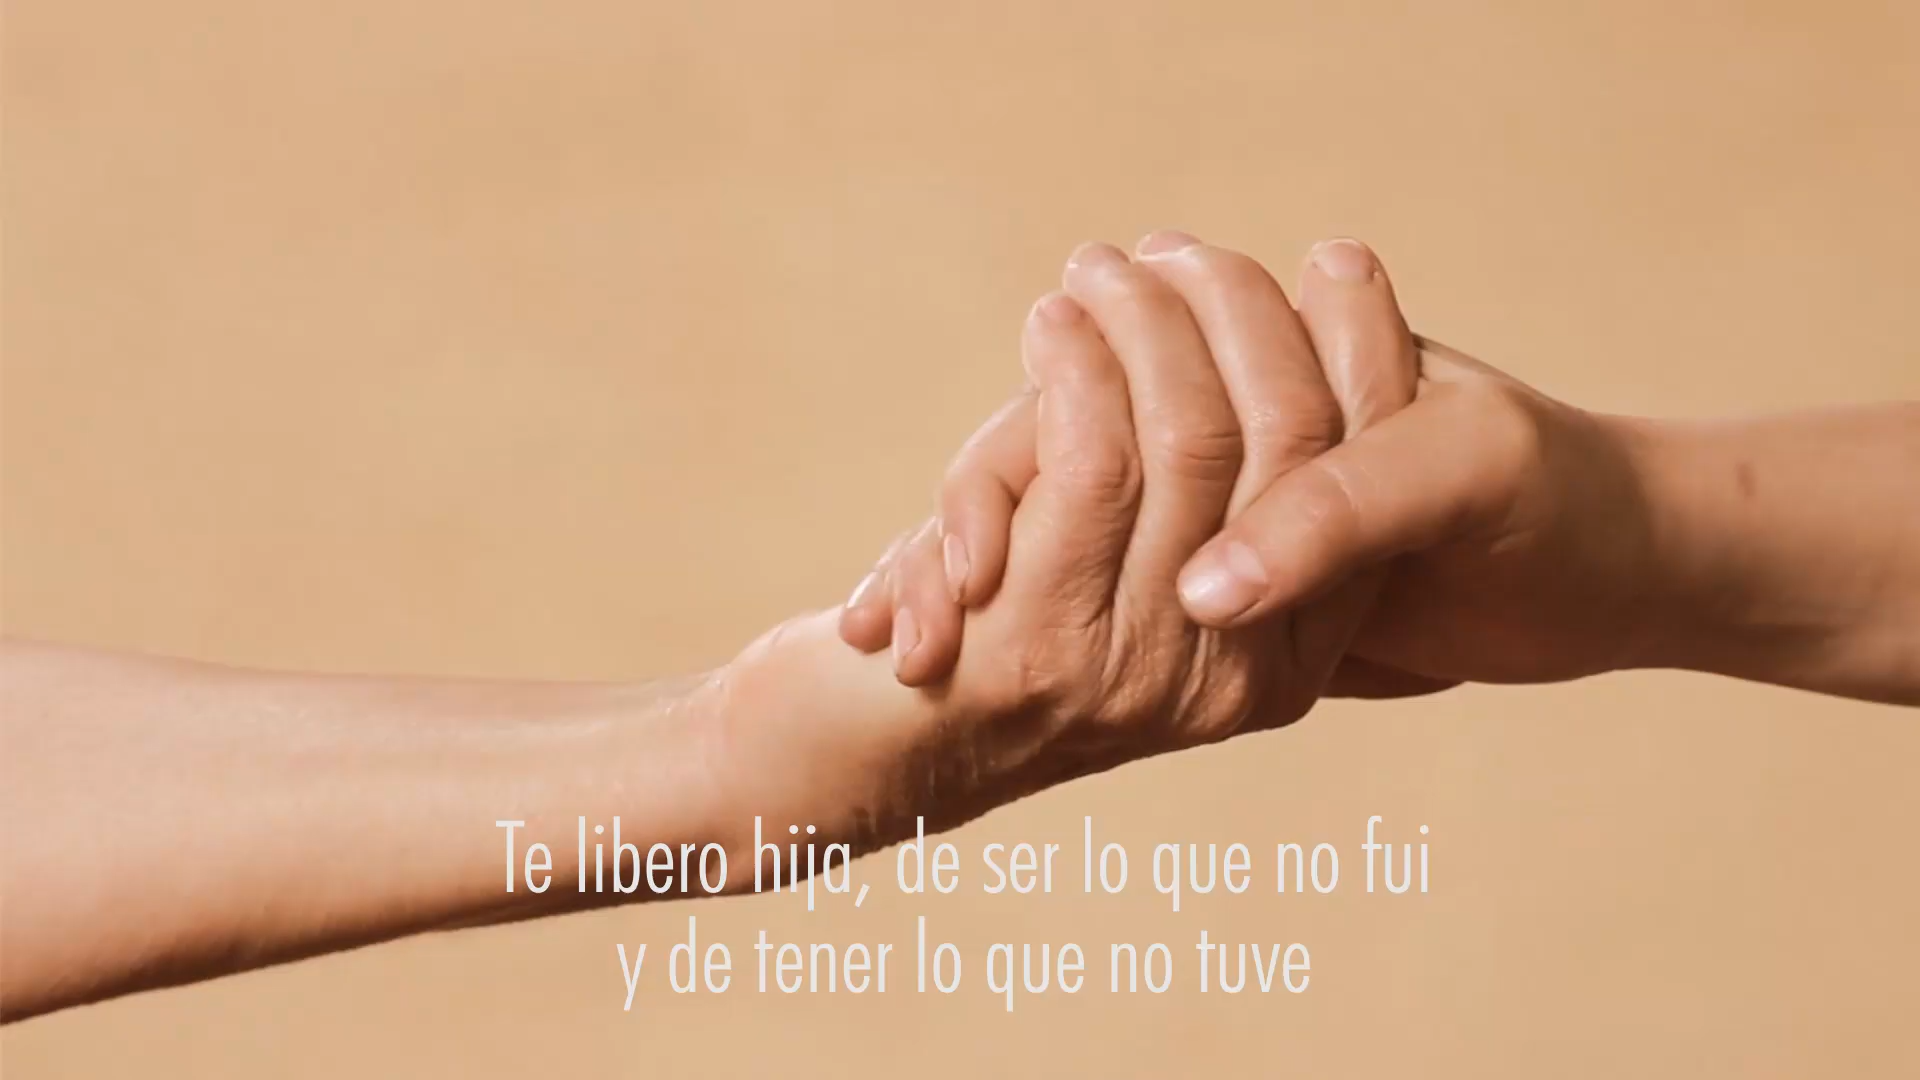 Te libero hija, de ser lo que no fui
y de tener lo que no tuve